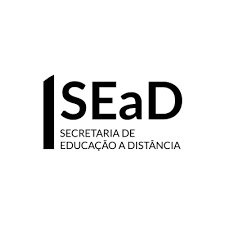 SEaD
SECRETARIA DE
EDUCAÇÃO A DISTÂNCIA